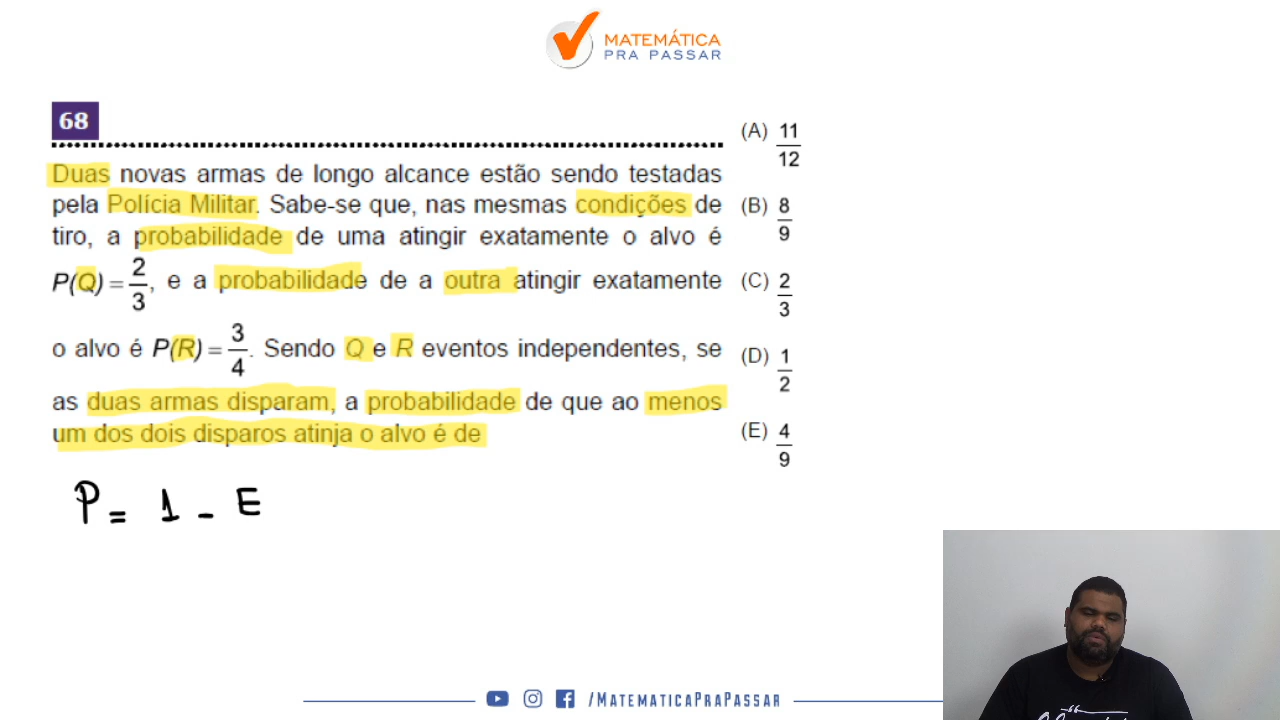 MATEMÁTICA
PRA PASSAR
68
Duas novas armas de longo alcance estão sendo testadas
pela Polícia Militar. Sabe-se que, nas mesmas condições de
tiro, a probabilidade de uma atingir exatamente o alvo é
P(Q) = 2/3, e a probabilidade de a outra atingir exatamente
o alvo é P(R) = 3/4. Sendo Q e R eventos independentes, se
as duas armas disparam, a probabilidade de que ao menos
um dos dois disparos atinja o alvo é de
(A) 11/12
(B) 8/9
(C) 2/3
(D) 1/2
(E) 4/9
P = 1 - E
/MATEMATICAPRAPASSAR